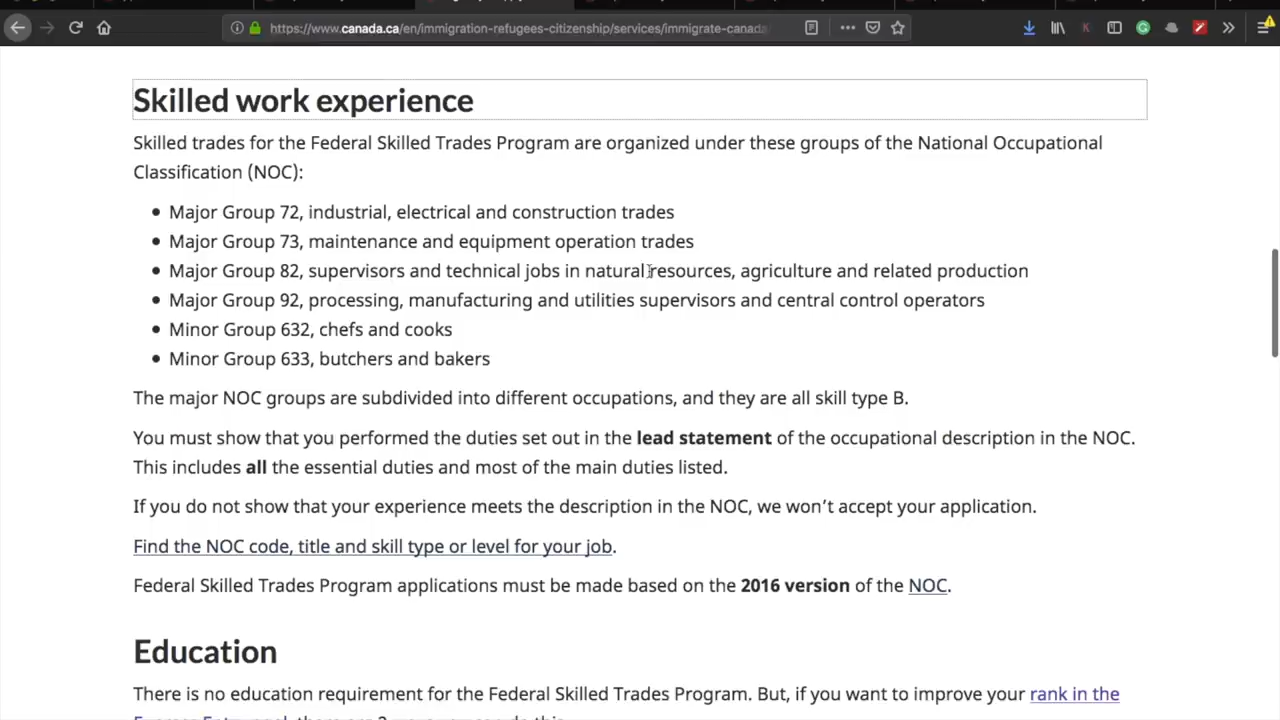 https://www.canada.ca/en/immigration-refugees-citizenship/services/immigrate-canada
Skilled work experience
Skilled trades for the Federal Skilled Trades Program are organized under these groups of the National Occupational
Classification (NOC):
• Major Group 72, industrial, electrical and construction trades
• Major Group 73, maintenance and equipment operation trades
• Major Group 82, supervisors and technical jobs in natural resources, agriculture and related production
• Major Group 92, processing, manufacturing and utilities supervisors and central control operators
• Minor Group 632, chefs and cooks
• Minor Group 633, butchers and bakers
The major NOC groups are subdivided into different occupations, and they are all skill type B.
You must show that you performed the duties set out in the lead statement of the occupational description in the NOC.
This includes all the essential duties and most of the main duties listed.
If you do not show that your experience meets the description in the NOC, we won’t accept your application.
Find the NOC code, title and skill type or level for your job.
Federal Skilled Trades Program applications must be made based on the 2016 version of the NOC.
Education
There is no education requirement for the Federal Skilled Trades Program. But, if you want to improve your rank in the